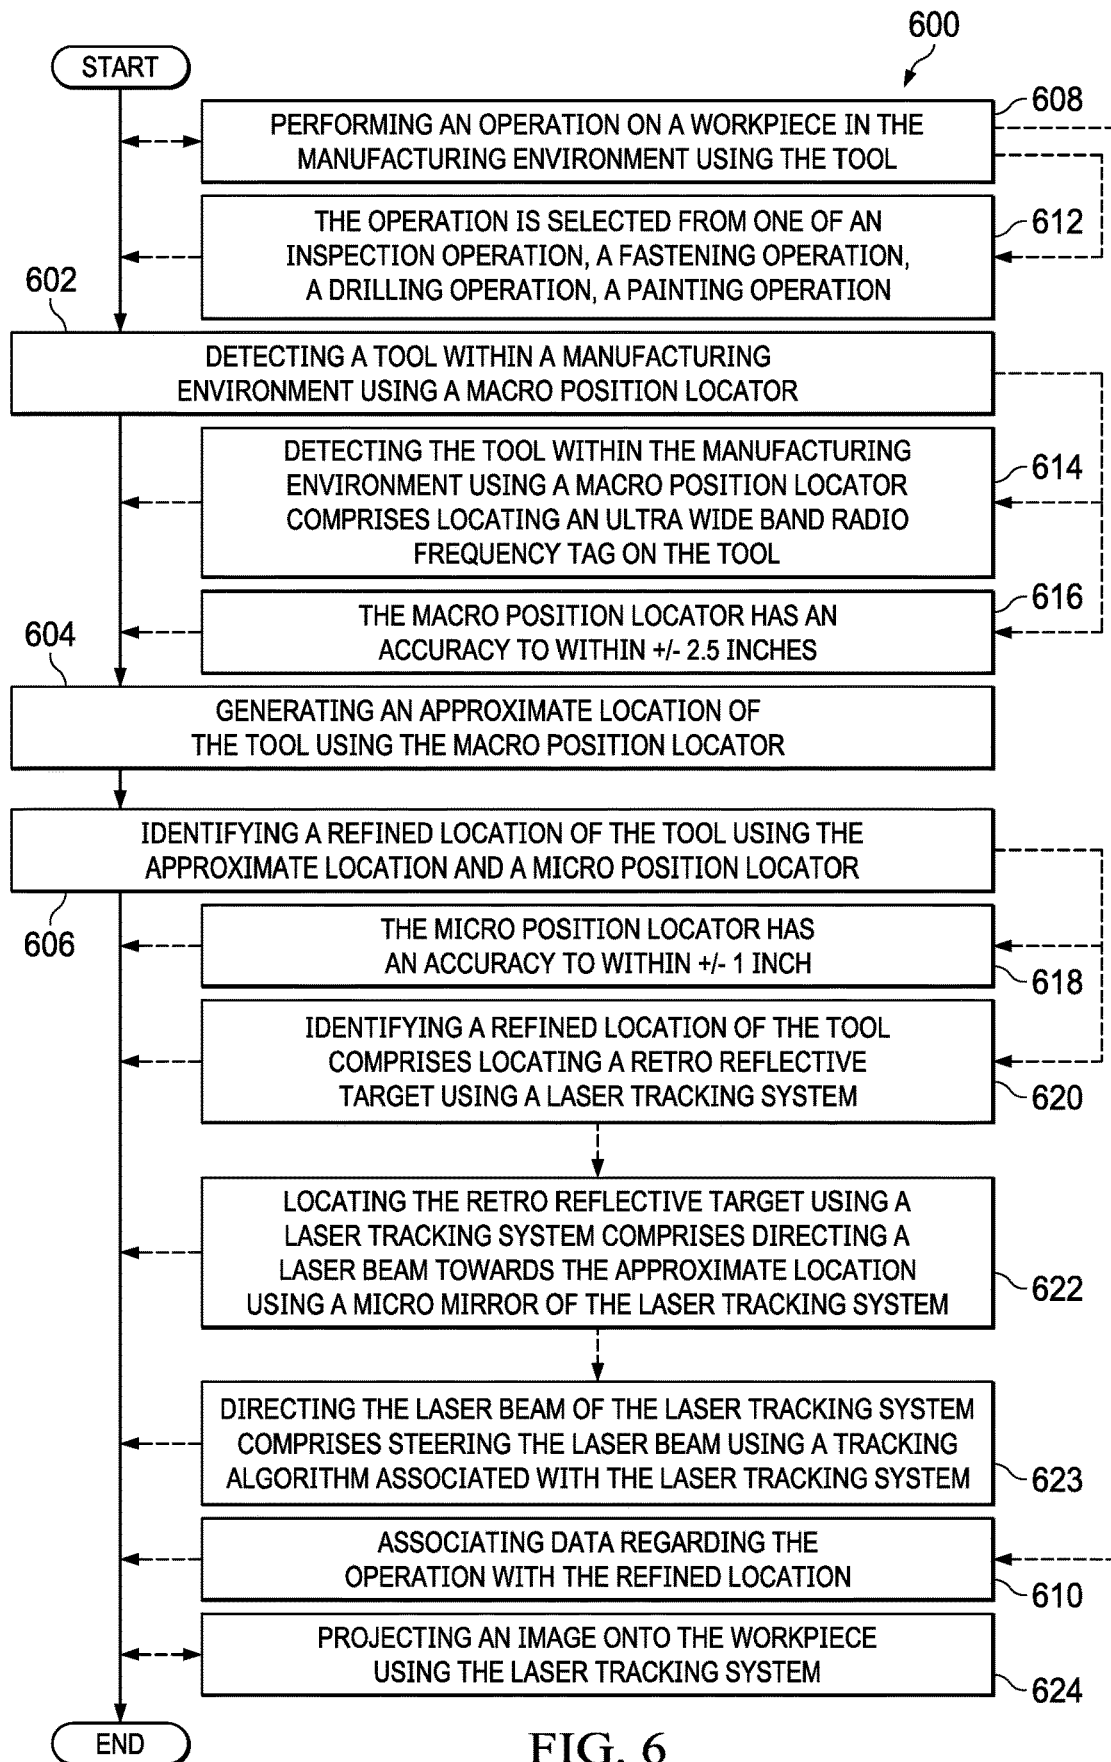 600
START
608
PERFORMING AN OPERATION ON A WORKPIECE IN THE
MANUFACTURING ENVIRONMENT USING THE TOOL
THE OPERATION IS SELECTED FROM ONE OF AN
INSPECTION OPERATION, A FASTENING OPERATION,
A DRILLING OPERATION, A PAINTING OPERATION
612
602
DETECTING A TOOL WITHIN A MANUFACTURING
ENVIRONMENT USING A MACRO POSITION LOCATOR
DETECTING THE TOOL WITHIN THE MANUFACTURING
ENVIRONMENT USING A MACRO POSITION LOCATOR
COMPRISES LOCATING AN ULTRA WIDE BAND RADIO
FREQUENCY TAG ON THE TOOL
614
616
THE MACRO POSITION LOCATOR HAS AN
ACCURACY TO WITHIN +/- 2.5 INCHES
604
GENERATING AN APPROXIMATE LOCATION OF
THE TOOL USING THE MACRO POSITION LOCATOR
IDENTIFYING A REFINED LOCATION OF THE TOOL USING THE
APPROXIMATE LOCATION AND A MICRO POSITION LOCATOR
606
THE MICRO POSITION LOCATOR HAS
AN ACCURACY TO WITHIN +/- 1 INCH
618
IDENTIFYING A REFINED LOCATION OF THE TOOL
COMPRISES LOCATING A RETRO REFLECTIVE
TARGET USING A LASER TRACKING SYSTEM
620
LOCATING THE RETRO REFLECTIVE TARGET USING A
LASER TRACKING SYSTEM COMPRISES DIRECTING A
LASER BEAM TOWARDS THE APPROXIMATE LOCATION
USING A MICRO MIRROR OF THE LASER TRACKING SYSTEM
622
DIRECTING THE LASER BEAM OF THE LASER TRACKING SYSTEM
COMPRISES STEERING THE LASER BEAM USING A TRACKING
ALGORITHM ASSOCIATED WITH THE LASER TRACKING SYSTEM
623
ASSOCIATING DATA REGARDING THE
OPERATION WITH THE REFINED LOCATION
610
PROJECTING AN IMAGE ONTO THE WORKPIECE
USING THE LASER TRACKING SYSTEM
624
END
FIG. 6